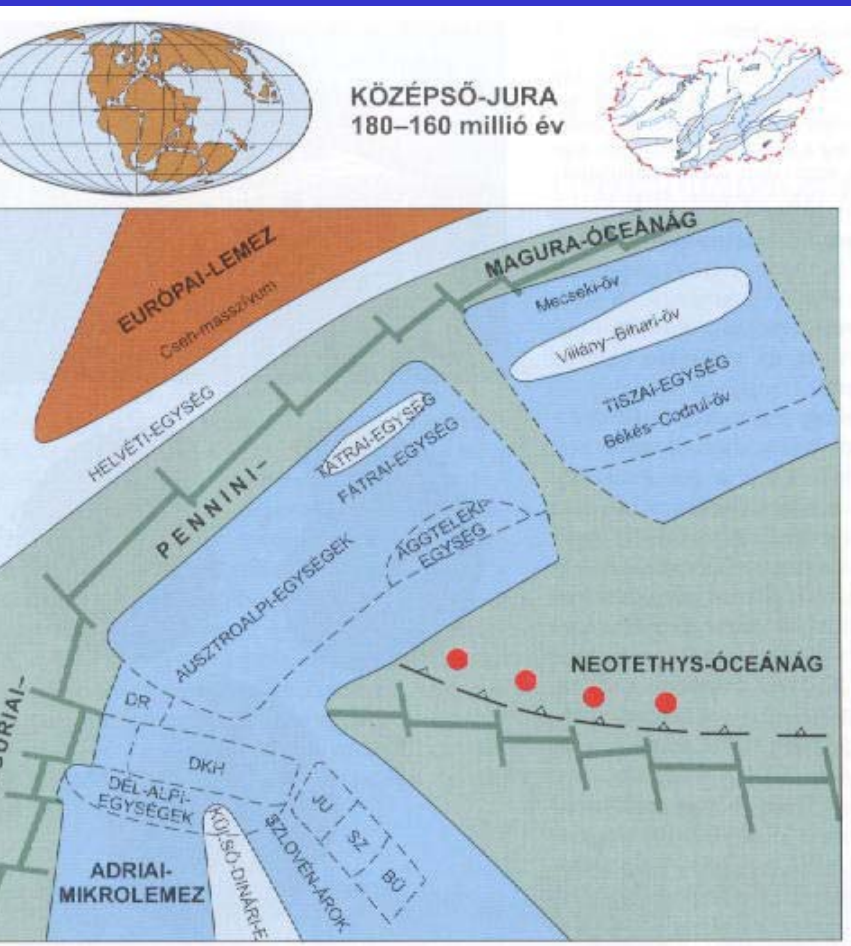 KÖZÉPSŐ-JURA
180–160 millió év
EURÓPAI-LEMEZ
Cseh-masszívum
MAGURA-ÓCEÁNÁG
Mecseki-öv
Villány–Bihari-öv
TISZAI-EGYSÉG
Békés–Codrui-öv
HELVÉTI-EGYSÉG
PENNINI–
TÁTRAI-EGYSÉG
FÁTRAI-EGYSÉG
AGGTELEKI-
EGYSÉG
AUSZTROALPI-EGYSÉGEK
NEOTETHYS-ÓCEÁNÁG
DR
DKH
DÉL-ALPI-
EGYSÉGEK
JU
SZ
BÜ
SZLOVÉN-ÁROK
KÜLSŐ-DINÁRI-E
ADRIAI-
MIKROLEMEZ